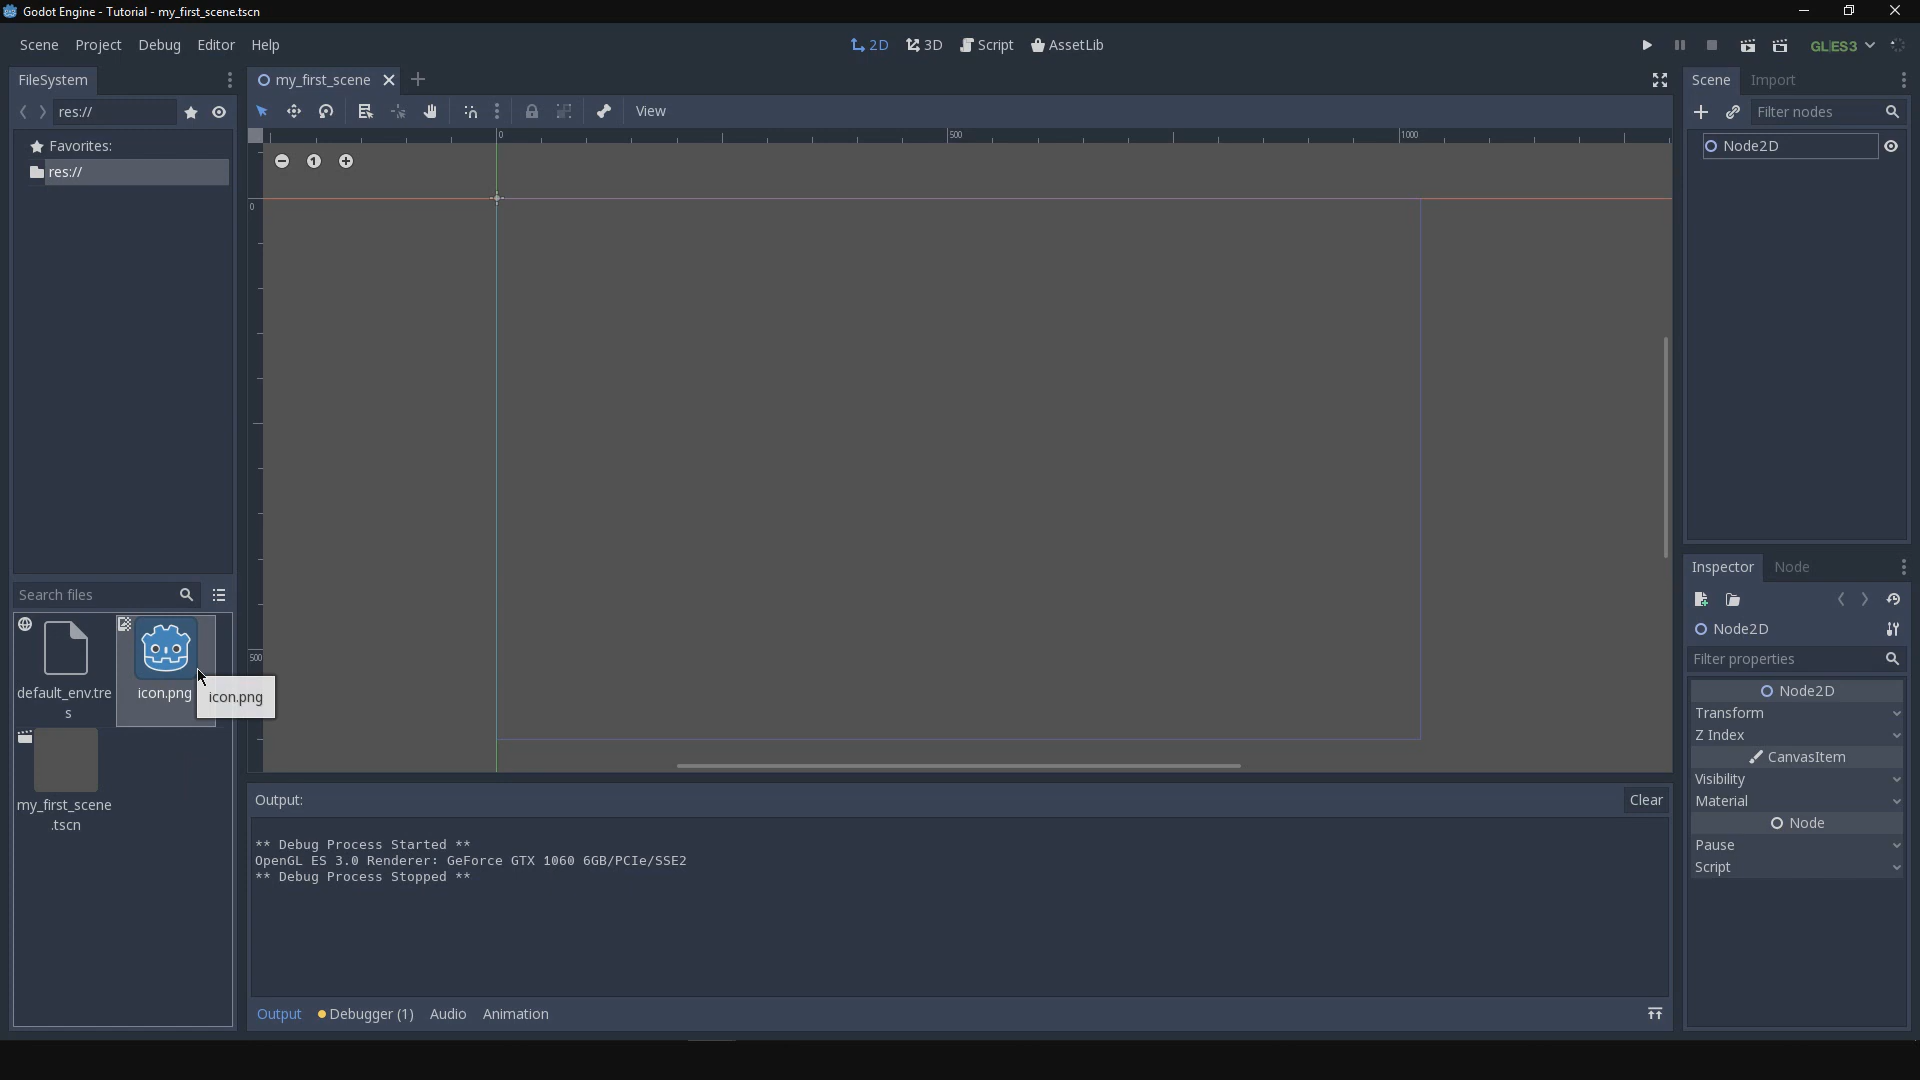 Godot Engine - Tutorial - my_first_scene.tscn
Scene Project Debug Editor Help
2D 3D Script AssetLib
GLES3
FileSystem
my_first_scene
Scene Import
res://
View
Filter nodes
0 500 1000
Favorites:
res://
Node2D
1
0
500
Search files
default_env.tre
s
icon.png
icon.png
my_first_scene
.tscn
Inspector Node
Node2D
Filter properties
Node2D
Transform
Z Index
CanvasItem
Visibility
Material
Node
Pause
Script
Output:
Clear
** Debug Process Started **
OpenGL ES 3.0 Renderer: GeForce GTX 1060 6GB/PCIe/SSE2
** Debug Process Stopped **
Output Debugger (1) Audio Animation